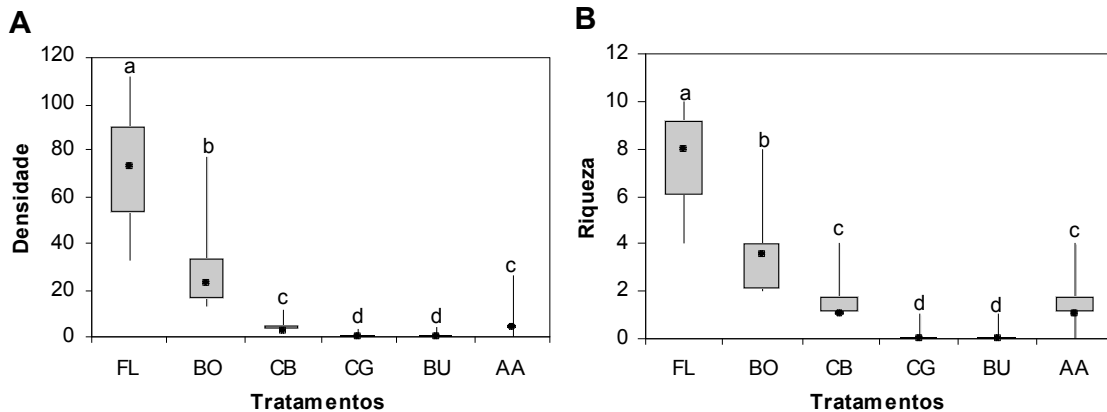 A
120
100
80
60
40
20
0
Densidade
a
b
c
d
d
c
FL BO CB CG BU AA
Tratamentos
B
12
10
8
6
4
2
0
Riqueza
a
b
c
d
d
c
FL BO CB CG BU AA
Tratamentos